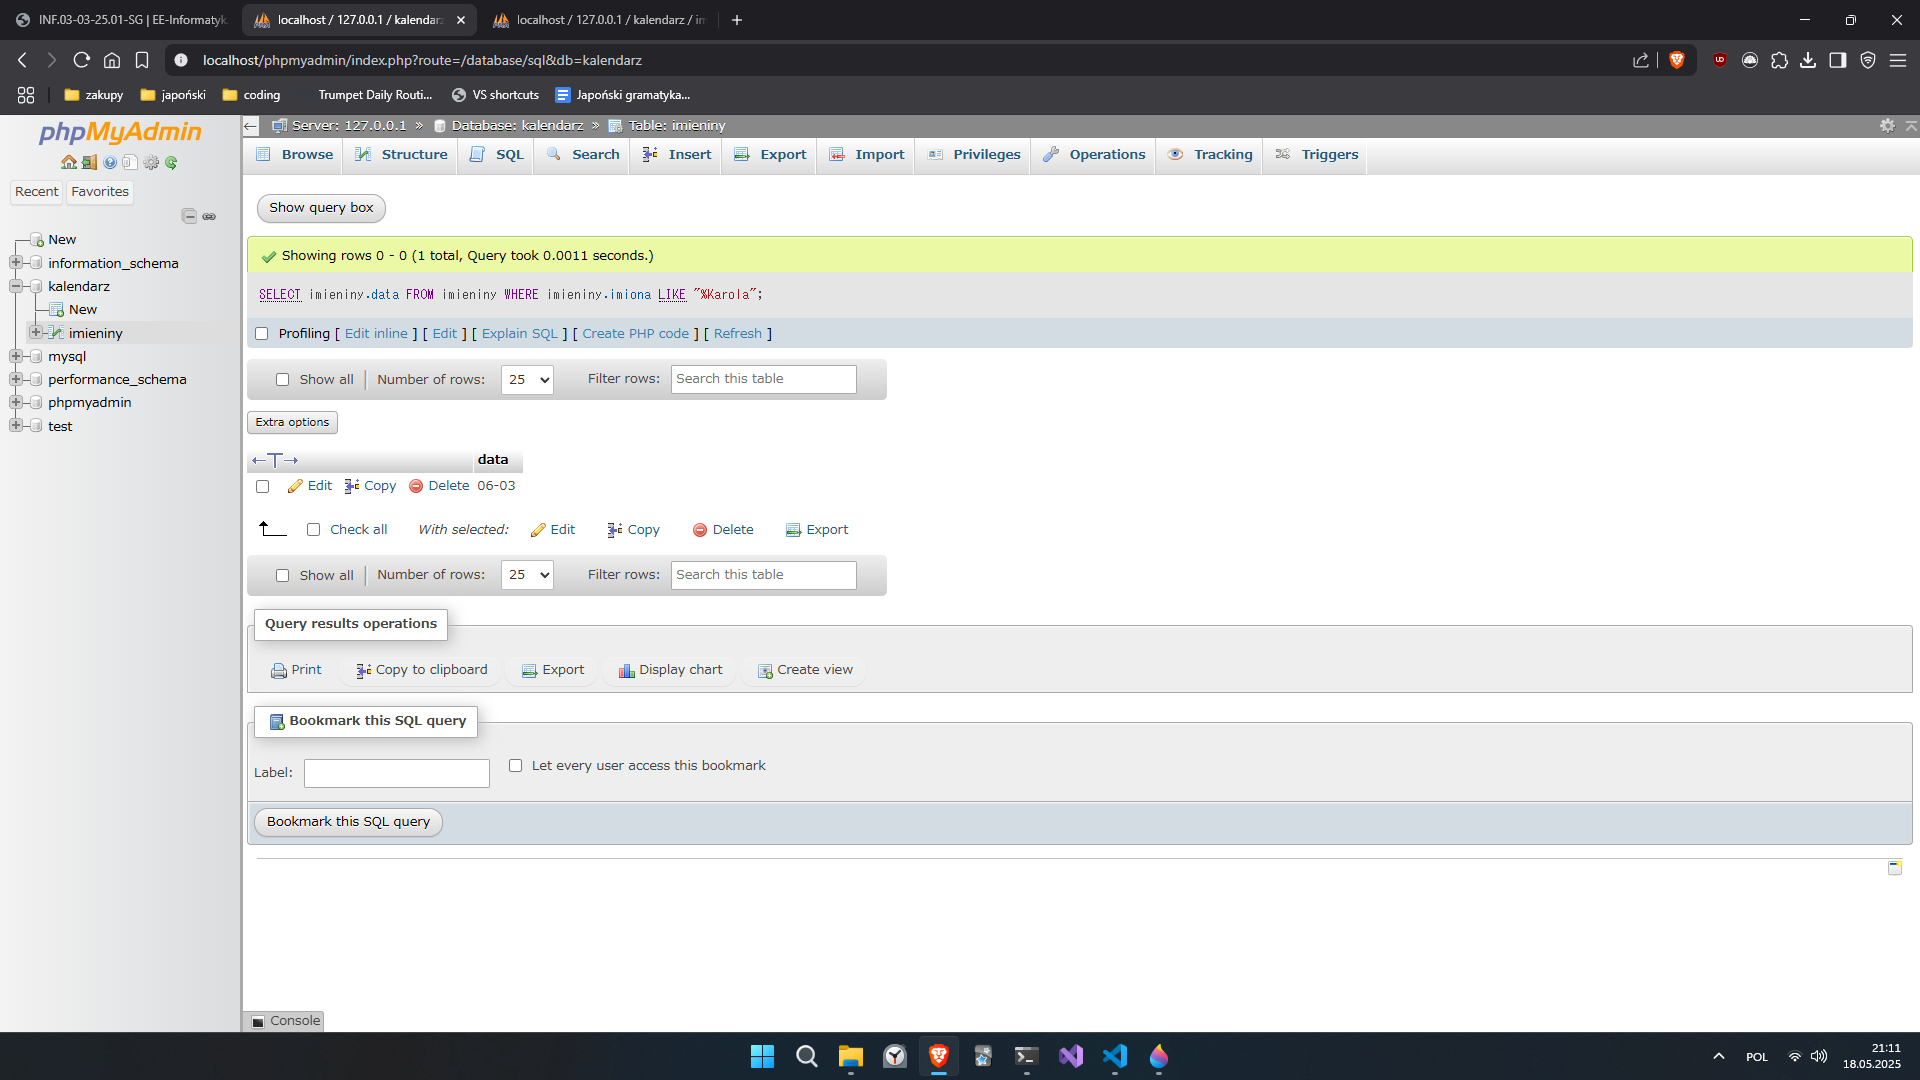 INF.03-03-25.01-SG | EE-Informatyk
localhost / 127.0.0.1 / kalendarz
localhost / 127.0.0.1 / kalendarz / im
localhost/phpmyadmin/index.php?route=/database/sql&db=kalendarz
zakupy
japoński
coding
Trumpet Daily Routi...
VS shortcuts
Japoński gramatyka...
phpMyAdmin
Server: 127.0.0.1 » Database: kalendarz » Table: imieniny
Browse
Structure
SQL
Search
Insert
Export
Import
Privileges
Operations
Tracking
Triggers
Recent
Favorites
New
information_schema
kalendarz
New
imieniny
mysql
performance_schema
phpmyadmin
test
Show query box
Showing rows 0 - 0 (1 total, Query took 0.0011 seconds.)
SELECT imieniny.data FROM imieniny WHERE imieniny.imiona LIKE "%Karola";
Profiling [ Edit inline ] [ Edit ] [ Explain SQL ] [ Create PHP code ] [ Refresh ]
Show all
Number of rows: 25
Filter rows: Search this table
Extra options
←T→ data
Edit Copy Delete 06-03
Check all With selected: Edit Copy Delete Export
Show all
Number of rows: 25
Filter rows: Search this table
Query results operations
Print
Copy to clipboard
Export
Display chart
Create view
Bookmark this SQL query
Label:
Let every user access this bookmark
Bookmark this SQL query
Console
POL
21:11
18.05.2025